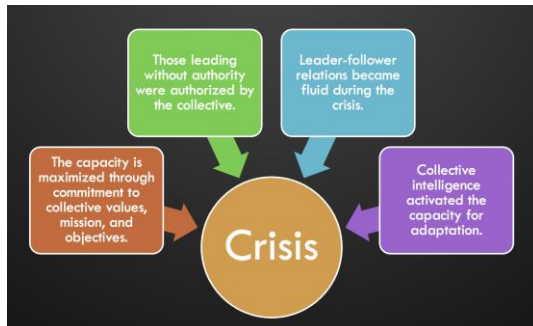 Those leading
without authority
were authorized by
the collective.
Leader-follower
relations became
fluid during the
crisis.
The capacity is
maximized through
commitment to
collective values,
mission, and
objectives.
Collective
intelligence
activated the
capacity for
adaptation.
Crisis